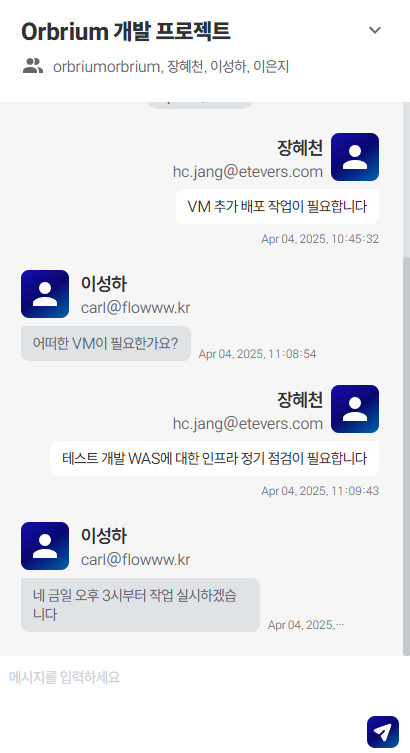 Orbrium 개발 프로젝트
orbriumorbrium, 장혜천, 이성하, 이은지
장혜천
hc.jang@etevers.com
VM 추가 배포 작업이 필요합니다
Apr 04, 2025, 10:45:32
이성하
carl@flowww.kr
어떠한 VM이 필요한가요?
Apr 04, 2025, 11:08:54
장혜천
hc.jang@etevers.com
테스트 개발 WAS에 대한 인프라 정기 점검이 필요합니다
Apr 04, 2025, 11:09:43
이성하
carl@flowww.kr
네 금일 오후 3시부터 작업 실시하겠습
니다
Apr 04, 2025,...
메시지를 입력하세요